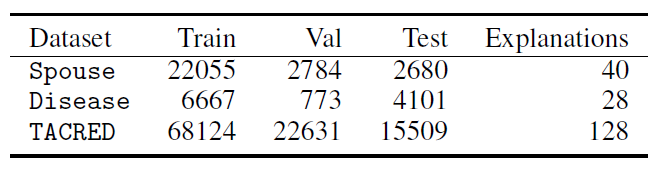 Dataset Train Val Test Explanations
Spouse 22055 2784 2680 40
Disease 6667 773 4101 28
TACRED 68124 22631 15509 128